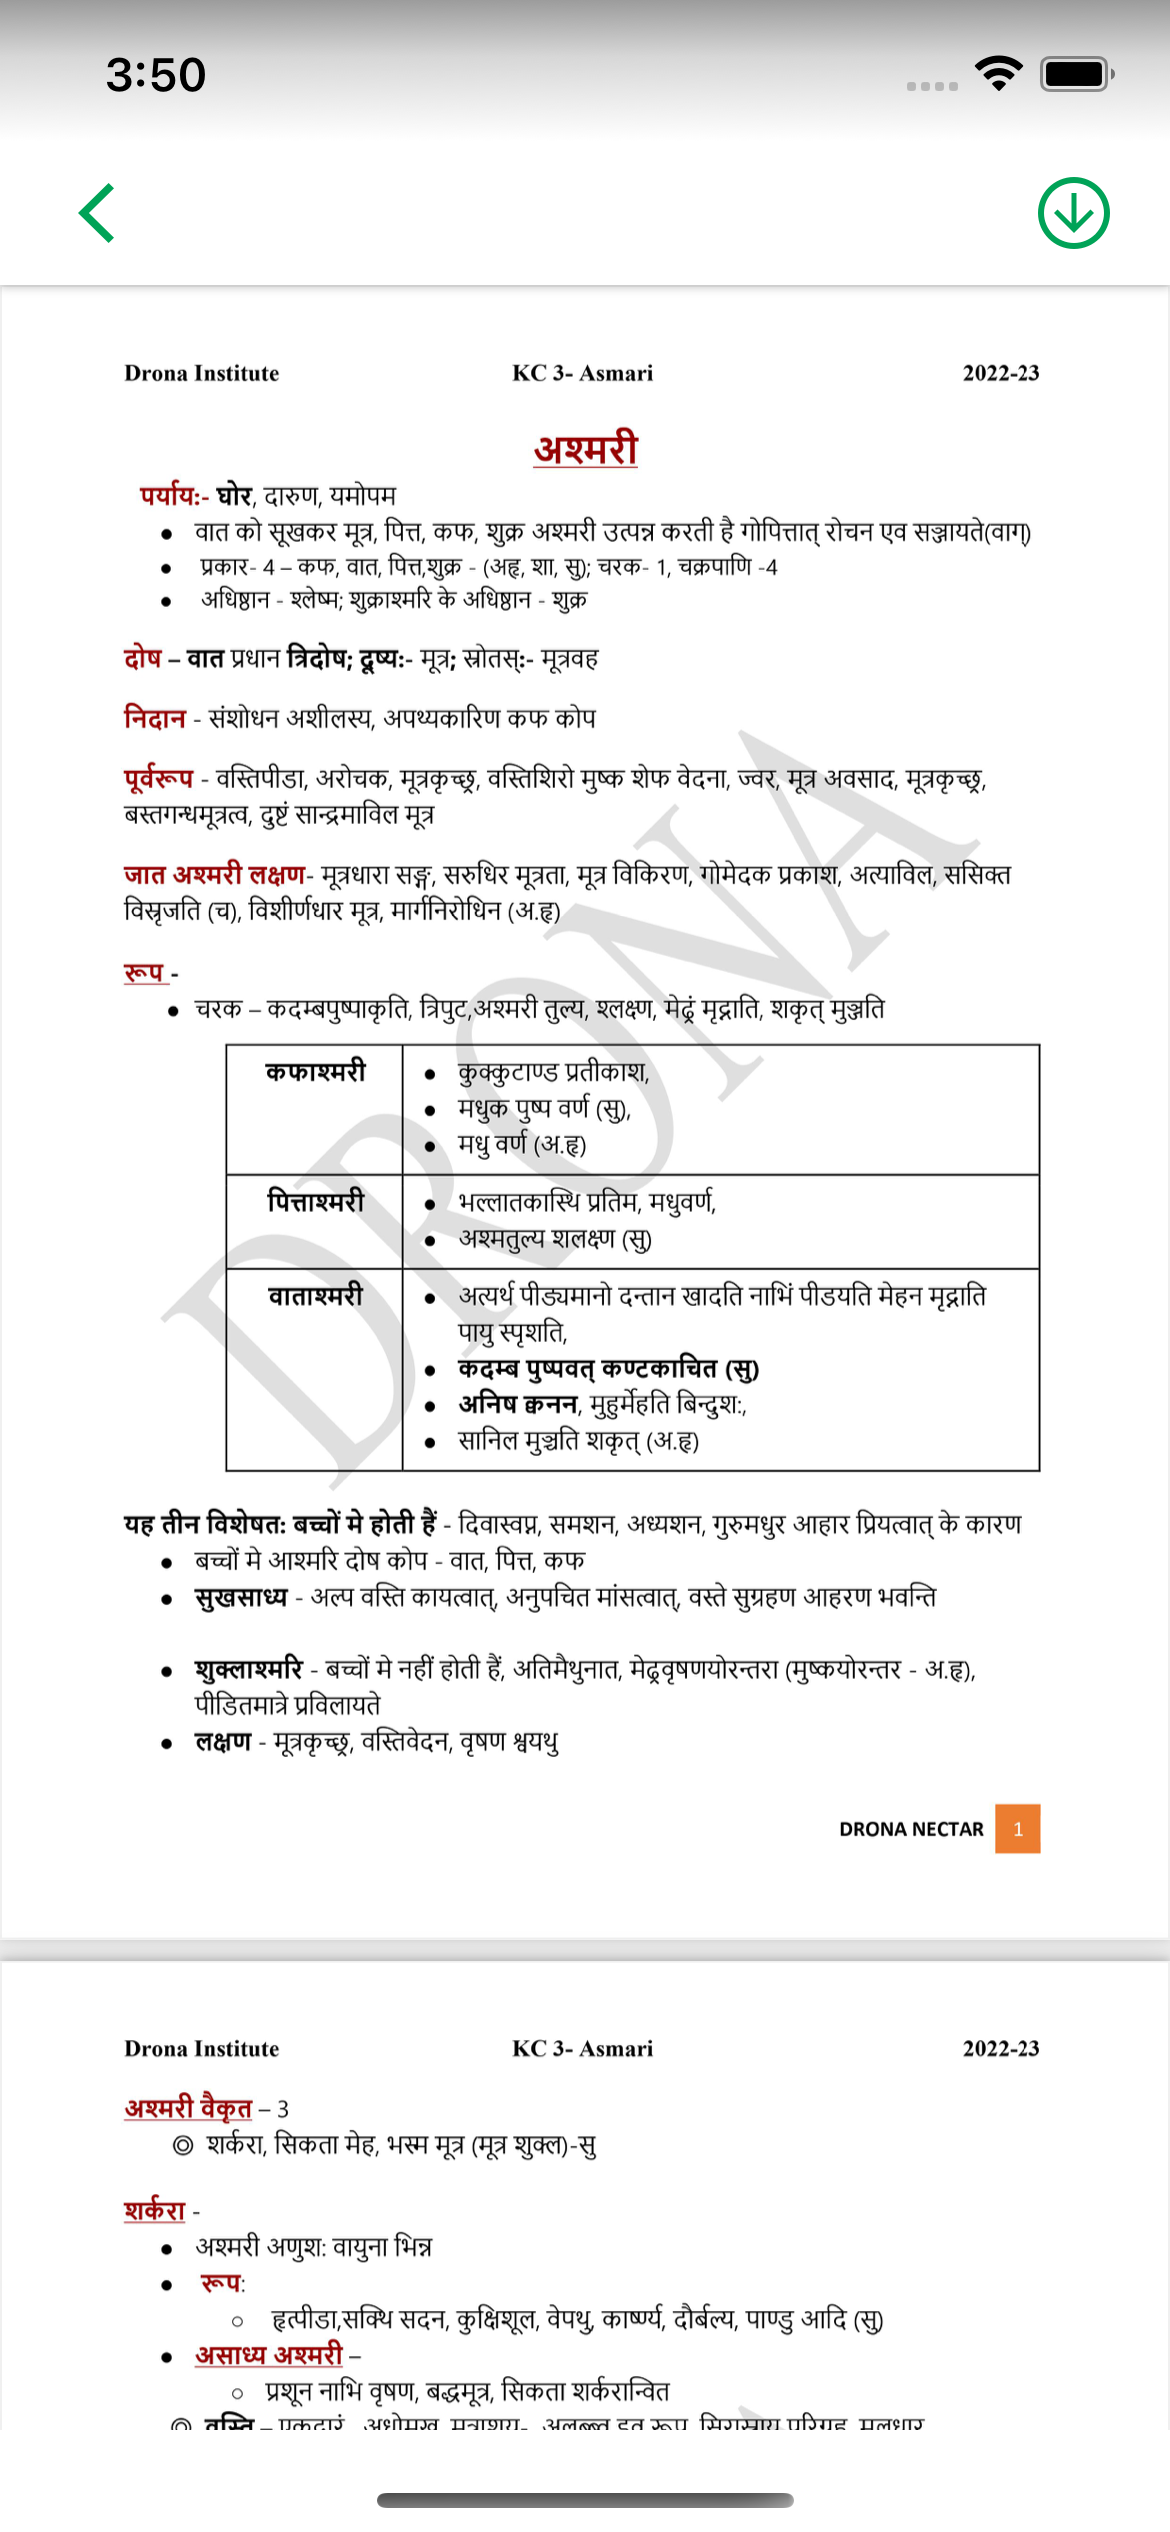 3:50
Drona Institute KC 3- Asmari 2022-23
अश्मरी
पर्यायः- घोर, दारुण, यमोपम
• वात को सूखकर मूत्र, पित्त, कफ, शुक्र अश्मरी उत्पन्न करती है गोपित्तात् रोचन एव सञ्जायते(वाग्)
• प्रकार- 4 – कफ, वात, पित्त,शुक्र - (अहृ, शा, सु); चरक- 1, चक्रपाणि -4
• अधिष्ठान - श्लेष्म; शुक्राश्मरि के अधिष्ठान - शुक्र
दोष – वात प्रधान त्रिदोष; दूष्यः- मूत्र; स्रोतस्:- मूत्रवह
निदान - संशोधन अशीलस्य, अपथ्यकारिण कफ कोप
पूर्वरूप - वस्तिपीडा, अरोचक, मूत्रकृच्छ्र, वस्तिशिरो मुष्क शेफ वेदना, ज्वर, मूत्र अवसाद, मूत्रकृच्छ्र,
बस्तगन्धमूत्रत्व, दुष्टं सान्द्रमाविल मूत्र
जात अश्मरी लक्षण- मूत्रधारा सङ्ग, सरुधिर मूत्रता, मूत्र विकिरण, गोमेदक प्रकाश, अत्याविल, ससिक्त
विसृजति (च), विशीर्णधार मूत्र, मार्गनिरोधिन (अ.हृ)
रूप -
• चरक – कदम्बपुष्पाकृति, त्रिपुट,अश्मरी तुल्य, श्लक्ष्ण, मेढ्रं मृद्नाति, शकृत् मुञ्जति
कफाश्मरी
• कुक्कुटाण्ड प्रतीकाश,
• मधुक पुष्प वर्ण (सु),
• मधु वर्ण (अ.हृ)
पित्ताश्मरी
• भल्लातकास्थि प्रतिम, मधुवर्ण,
• अश्मतुल्य शलक्ष्ण (सु)
वाताश्मरी
• अत्यर्थ पीड्यमानो दन्तान खादति नाभिं पीडयति मेहन मृद्नाति
पायु स्पृशति,
• कदम्ब पुष्पवत् कण्टकाचित (सु)
• अनिष क्वनन, मुहुर्मेहति बिन्दुश:,
• सानिल मुञ्चति शकृत् (अ.हृ)
यह तीन विशेषत: बच्चों मे होती हैं - दिवास्वप्न, समशन, अध्यशन, गुरुमधुर आहार प्रियत्वात् के कारण
• बच्चों मे आश्मरि दोष कोप - वात, पित्त, कफ
• सुखसाध्य - अल्प वस्ति कायत्वात्, अनुपचित मांसत्वात्, वस्ते सुग्रहण आहरण भवन्ति
• शुक्लाश्मरि - बच्चों मे नहीं होती हैं, अतिमैथुनात, मेढ्रवृषणयोरन्तरा (मुष्कयोरन्तर - अ.हृ),
पीडितमात्रे प्रविलायते
• लक्षण - मूत्रकृच्छ्र, वस्तिवेदन, वृषण श्वयथु
DRONA NECTAR 1
DRONA
Drona Institute KC 3- Asmari 2022-23
अश्मरी वैकृत – 3
◎ शर्करा, सिकता मेह, भस्म मूत्र (मूत्र शुक्ल)-सु
शर्करा -
• अश्मरी अणुश: वायुना भिन्न
• रूप:
○ हृत्पीडा,सक्थि सदन, कुक्षिशूल, वेपथु, कार्ष्ण्य, दौर्बल्य, पाण्डु आदि (सु)
• असाध्य अश्मरी –
○ प्रशून नाभि वृषण, बद्धमूत्र, सिकता शर्करान्वित
◎ वस्ति – एकद्वारं, अधोमुख, मूत्राशय-